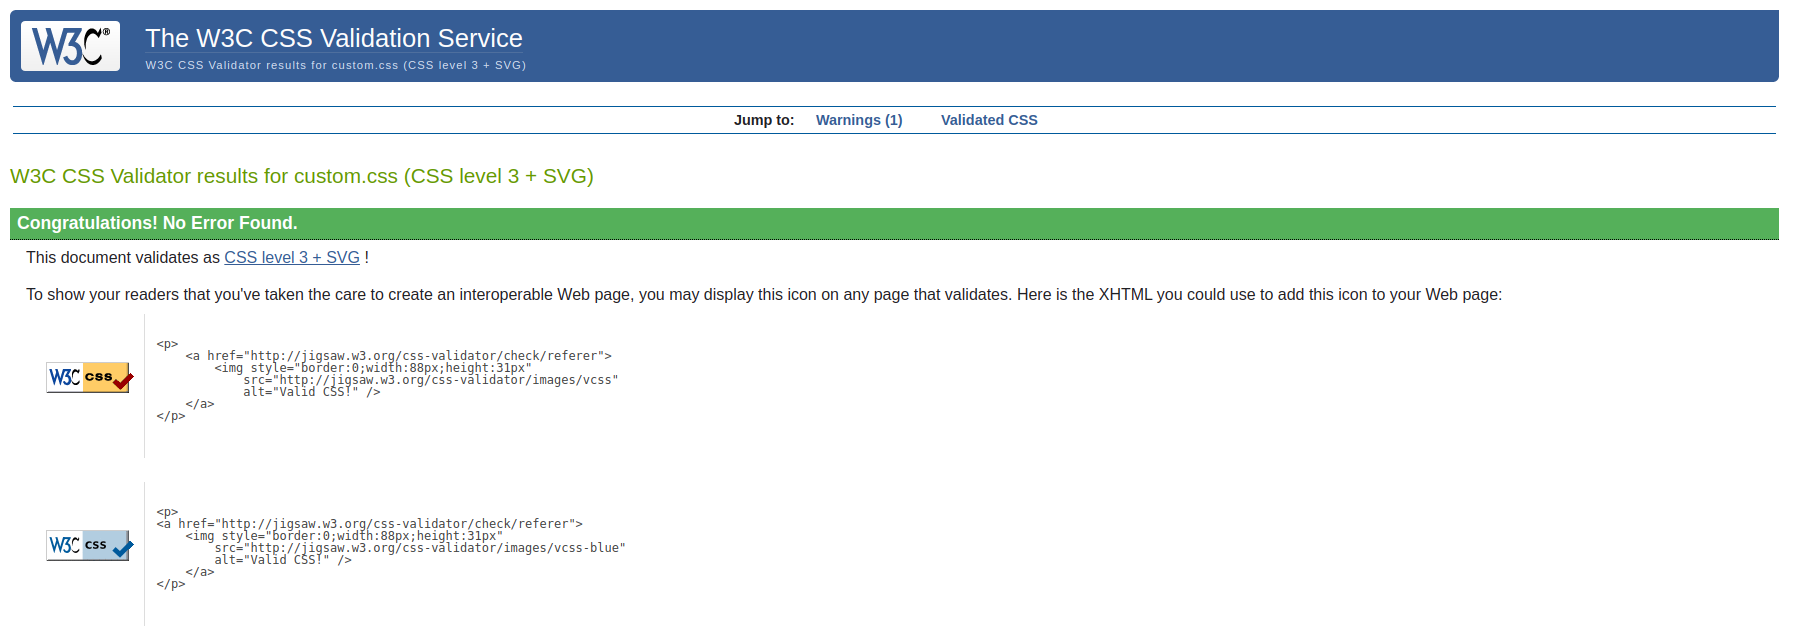 W3C®
The W3C CSS Validation Service
W3C CSS Validator results for custom.css (CSS level 3 + SVG)
Jump to: Warnings (1) Validated CSS
W3C CSS Validator results for custom.css (CSS level 3 + SVG)
Congratulations! No Error Found.
This document validates as CSS level 3 + SVG !
To show your readers that you've taken the care to create an interoperable Web page, you may display this icon on any page that validates. Here is the XHTML you could use to add this icon to your Web page:
W3C css
<p>
    <a href="http://jigsaw.w3.org/css-validator/check/referer">
        <img style="border:0;width:88px;height:31px"
            src="http://jigsaw.w3.org/css-validator/images/vcss"
            alt="Valid CSS!" />
    </a>
</p>
W3C css
<p>
<a href="http://jigsaw.w3.org/css-validator/check/referer">
    <img style="border:0;width:88px;height:31px"
        src="http://jigsaw.w3.org/css-validator/images/vcss-blue"
        alt="Valid CSS!" />
    </a>
</p>